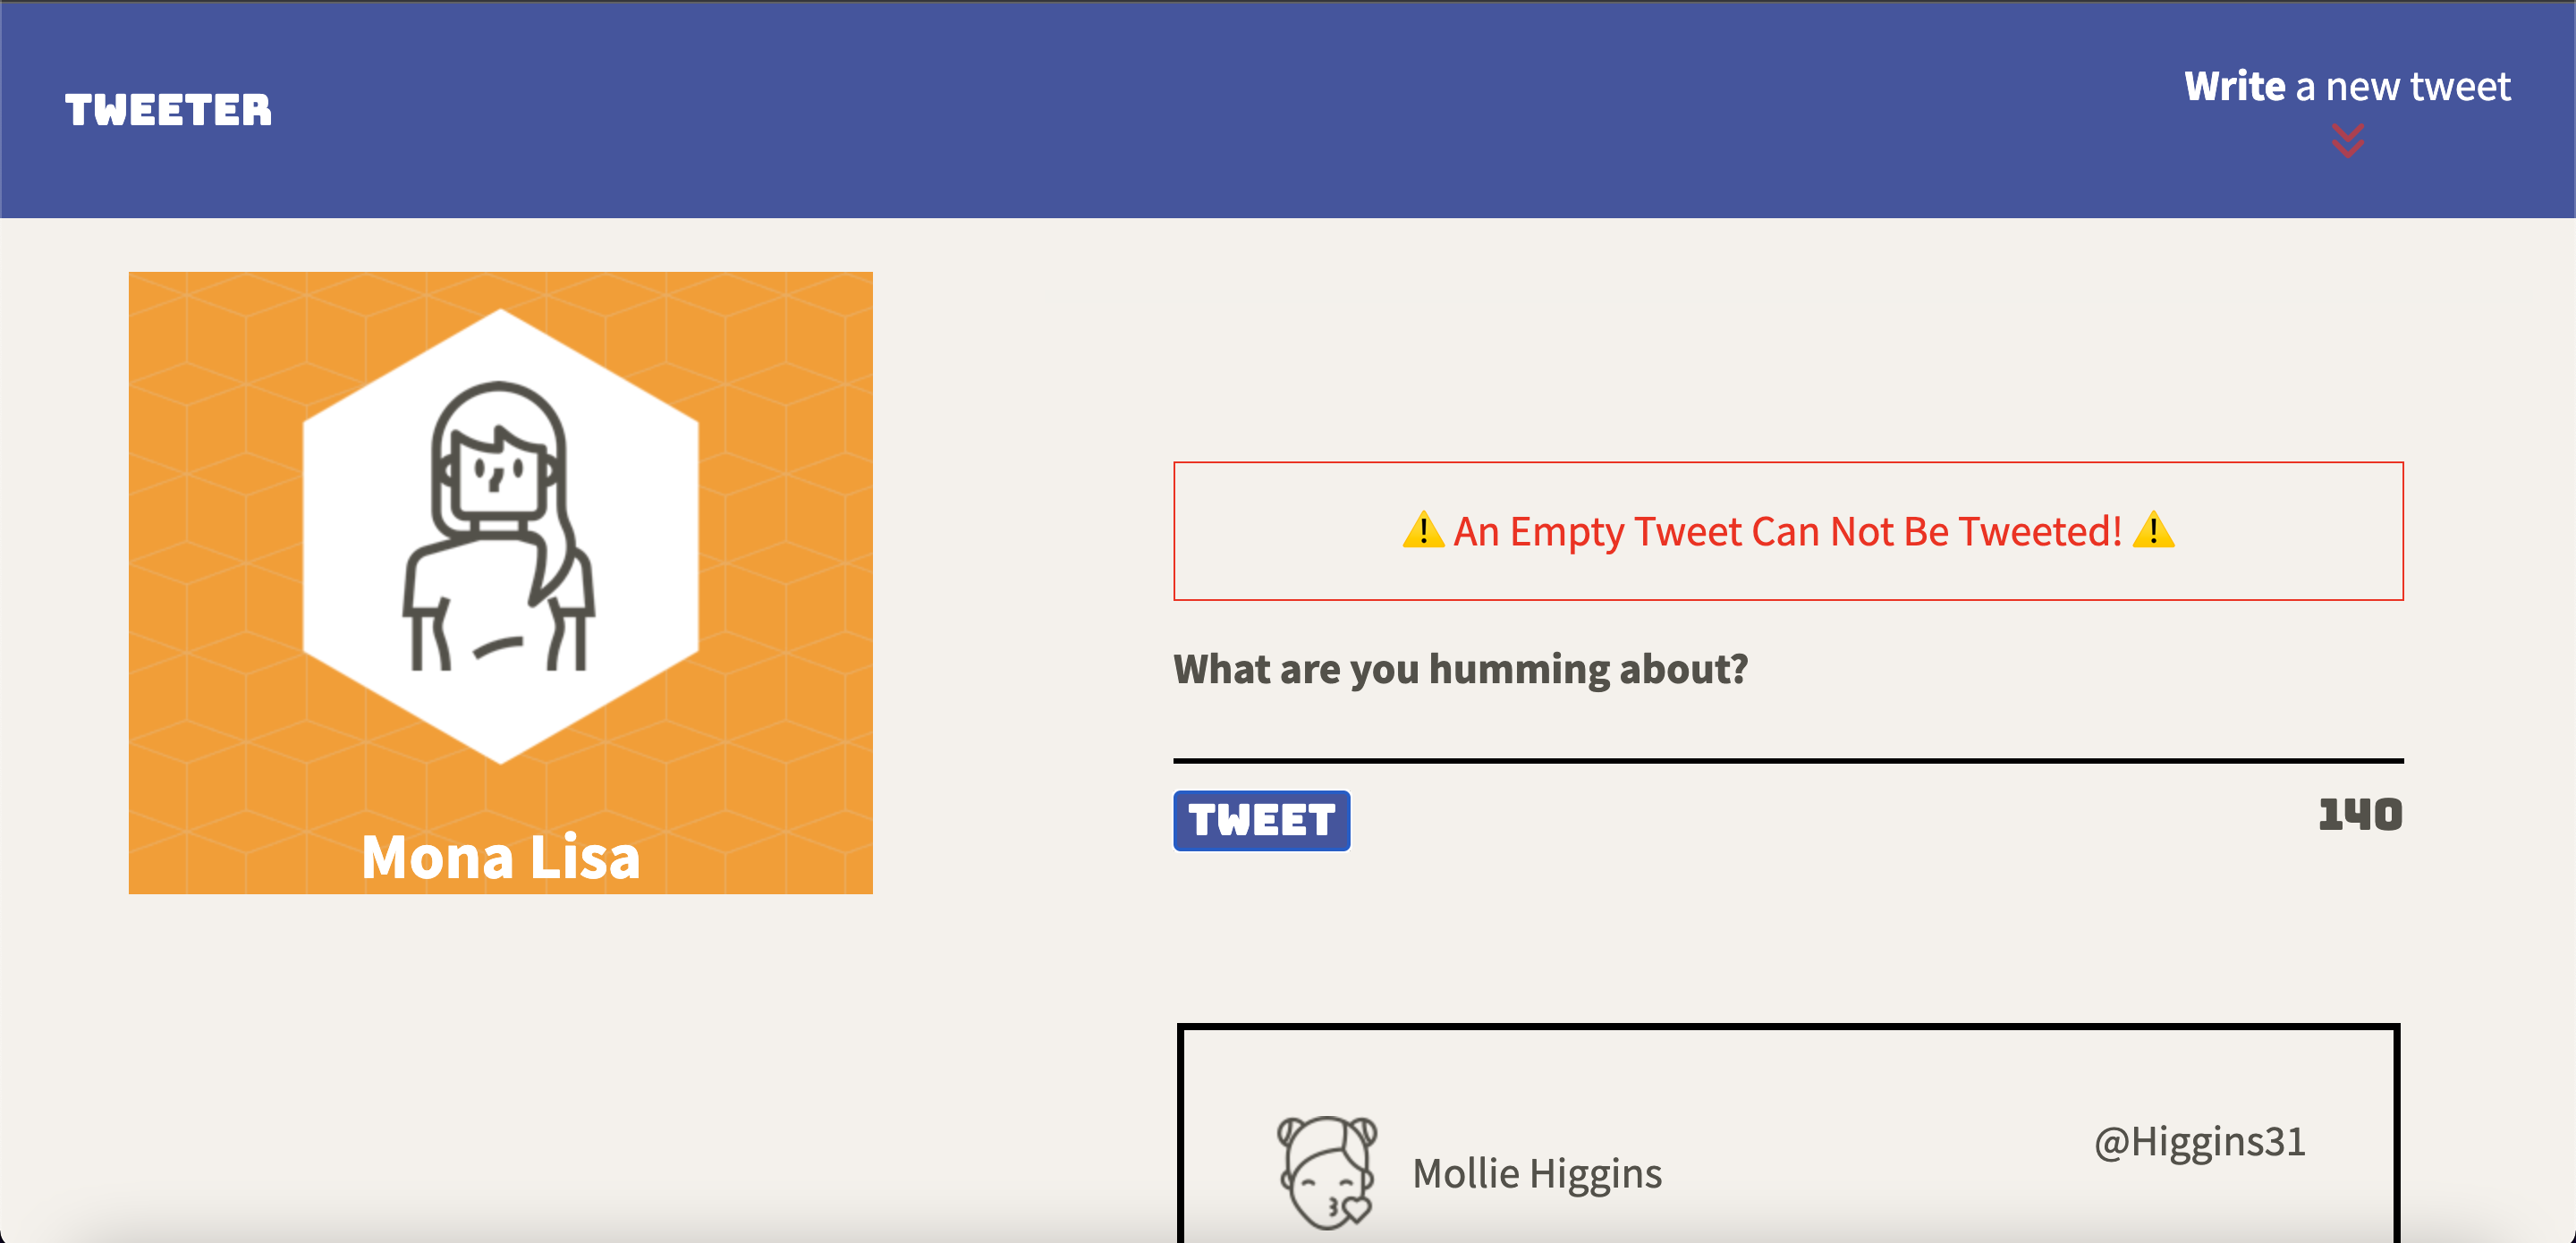 TWEETER
Write a new tweet
Mona Lisa
⚠️ An Empty Tweet Can Not Be Tweeted! ⚠️
What are you humming about?
TWEET
140
Mollie Higgins
@Higgins31